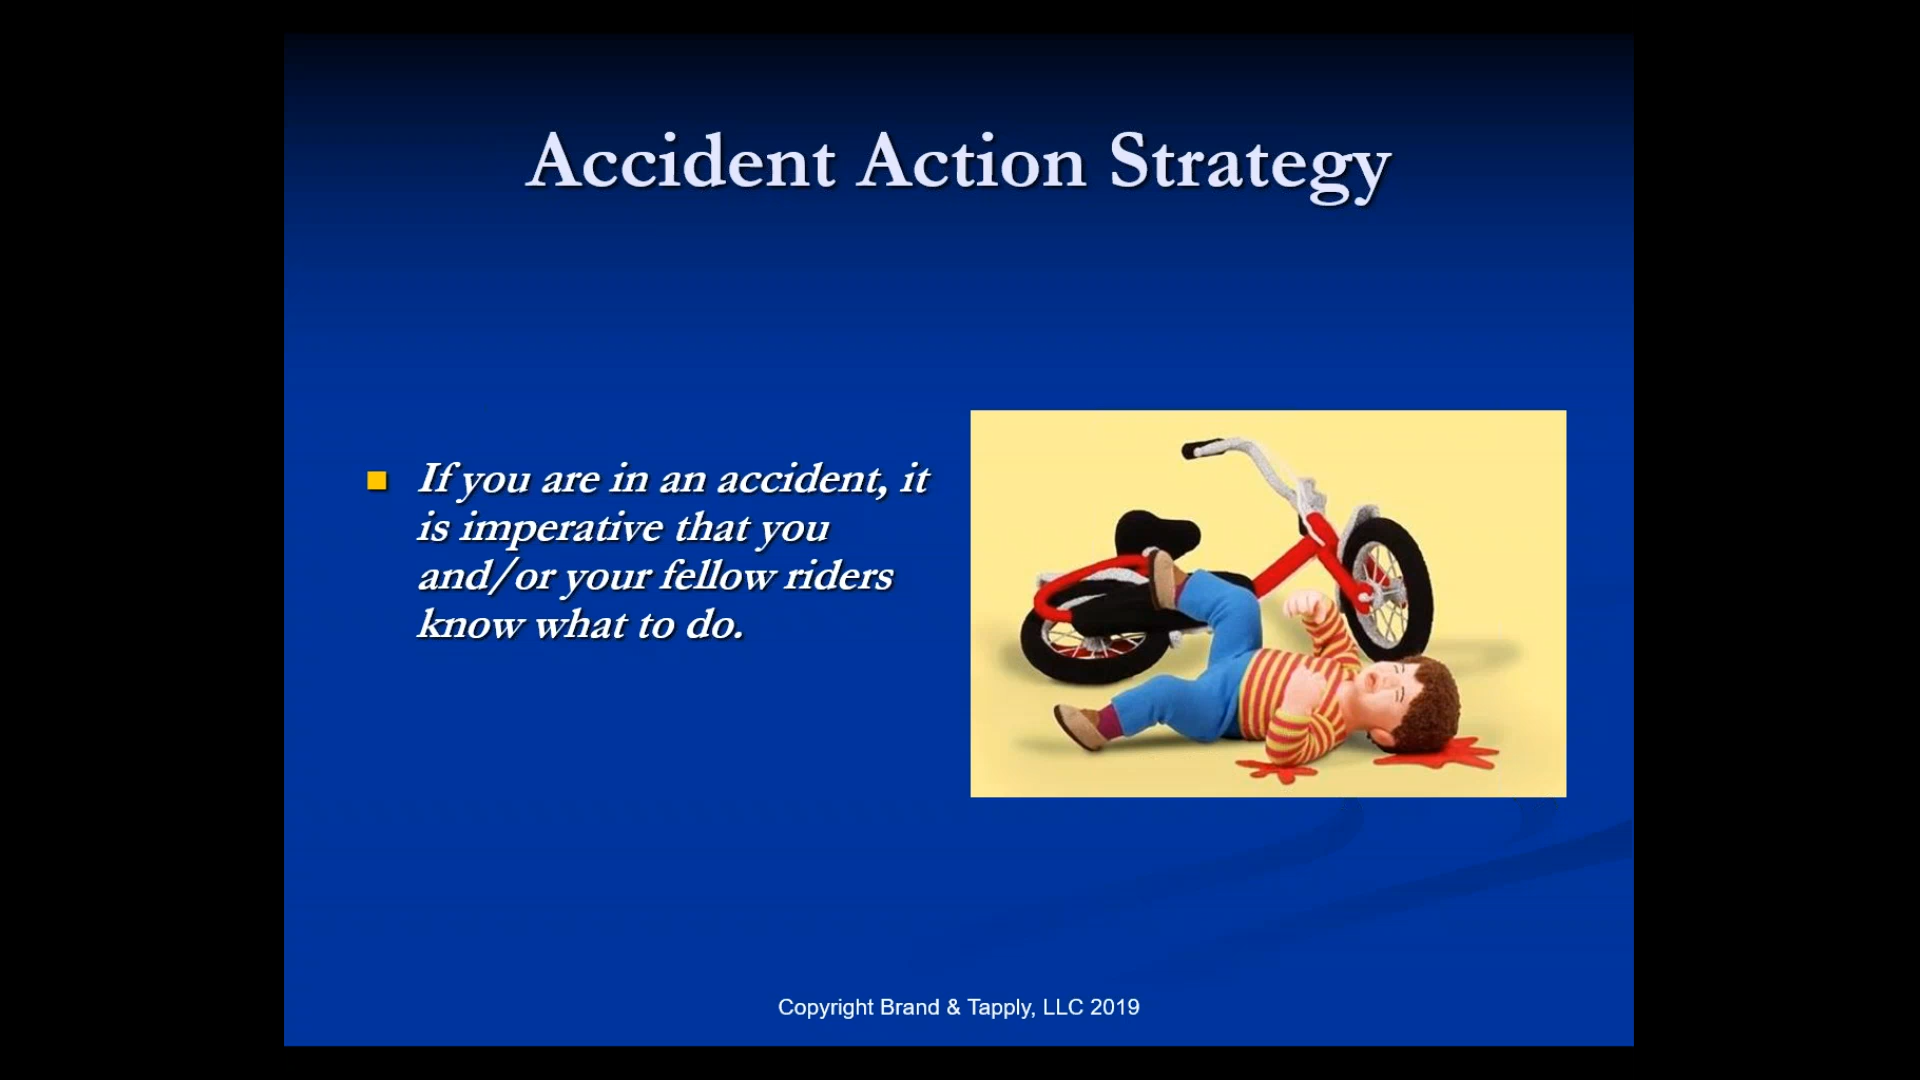 Accident Action Strategy
If you are in an accident, it
is imperative that you
and/or your fellow riders
know what to do.
Copyright Brand & Tapply, LLC 2019